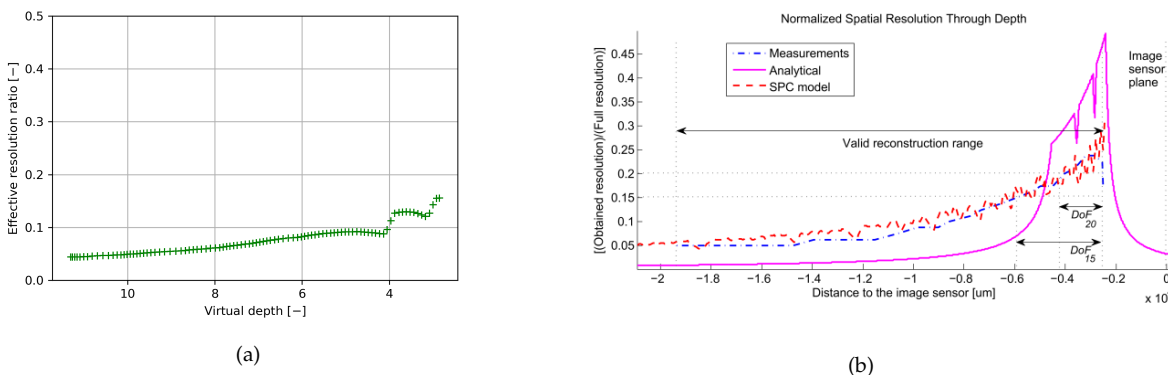 0.5
0.4
0.3
0.2
0.1
0.0
Effective resolution ratio [−]
10
8
6
4
Virtual depth [−]
(a)
Normalized Spatial Resolution Through Depth
[(Obtained resolution)/(Full resolution)]
0.45
0.4
0.35
0.3
0.25
0.2
0.15
0.1
0.05
Measurements
Analytical
SPC model
Image
sensor
plane
Valid reconstruction range
DoF
20
DoF
15
−2
−1.8
−1.6
−1.4
−1.2
−1
−0.8
−0.6
−0.4
−0.2
Distance to the image sensor [um]
(b)